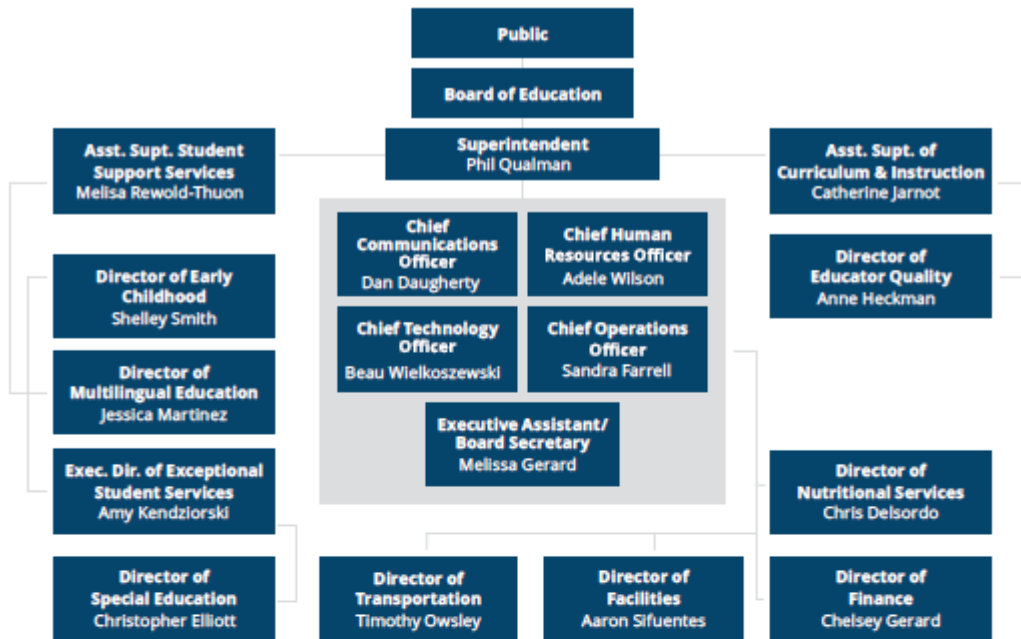 Public
Board of Education
Superintendent
Phil Qualman
Asst. Supt. Student
Support Services
Melisa Rewold-Thuon
Asst. Supt. of
Curriculum & Instruction
Catherine Jarnot
Chief
Communications
Officer
Dan Daugherty
Chief Human
Resources Officer
Adele Wilson
Director of
Educator Quality
Anne Heckman
Director of Early
Childhood
Shelley Smith
Chief Technology
Officer
Beau Wielkoszewski
Chief Operations
Officer
Sandra Farrell
Director of
Multilingual Education
Jessica Martinez
Executive Assistant/
Board Secretary
Melissa Gerard
Exec. Dir. of Exceptional
Student Services
Amy Kendziorski
Director of
Nutritional Services
Chris Delsordo
Director of
Special Education
Christopher Elliott
Director of
Transportation
Timothy Owsley
Director of
Facilities
Aaron Sifuentes
Director of
Finance
Chelsey Gerard